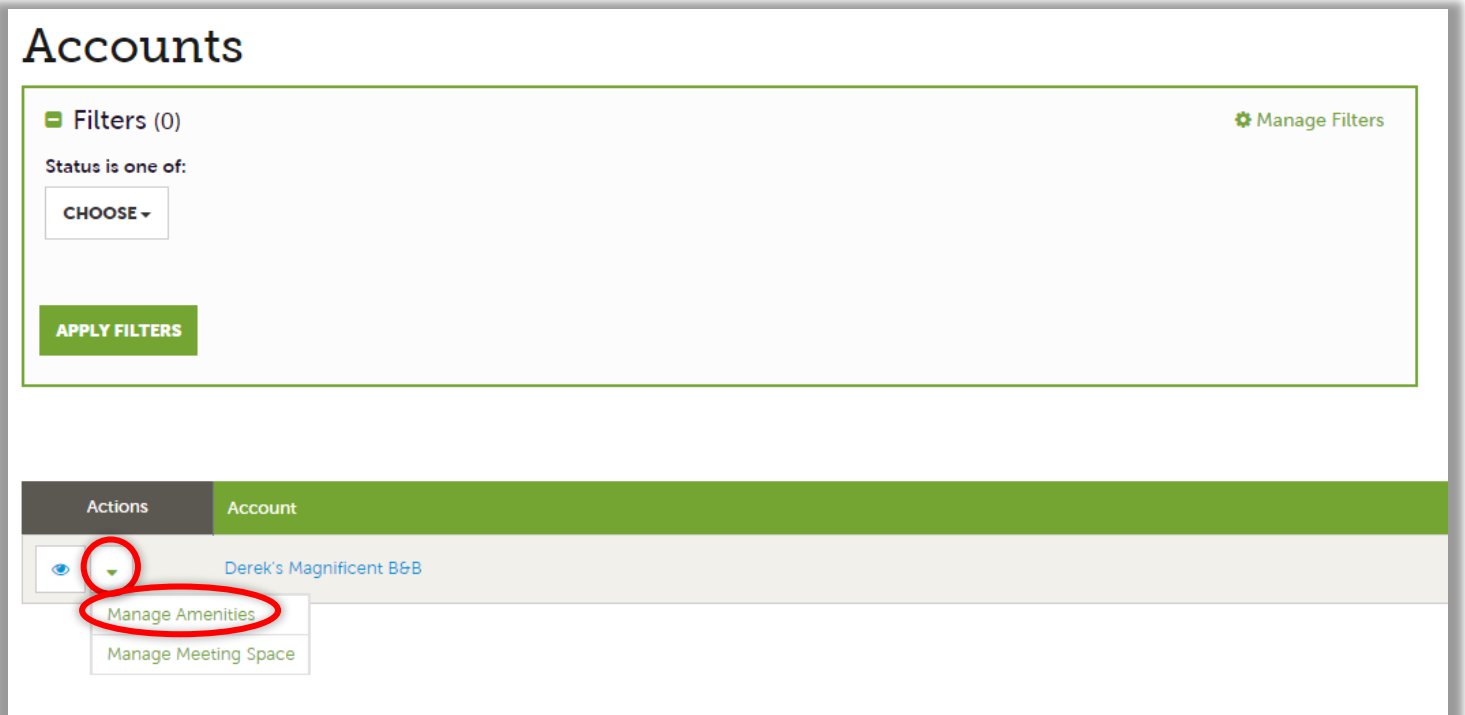 Accounts
Filters (0)
Manage Filters
Status is one of:
CHOOSE
APPLY FILTERS
Actions
Account
Derek's Magnificent B&B
Manage Amenities
Manage Meeting Space